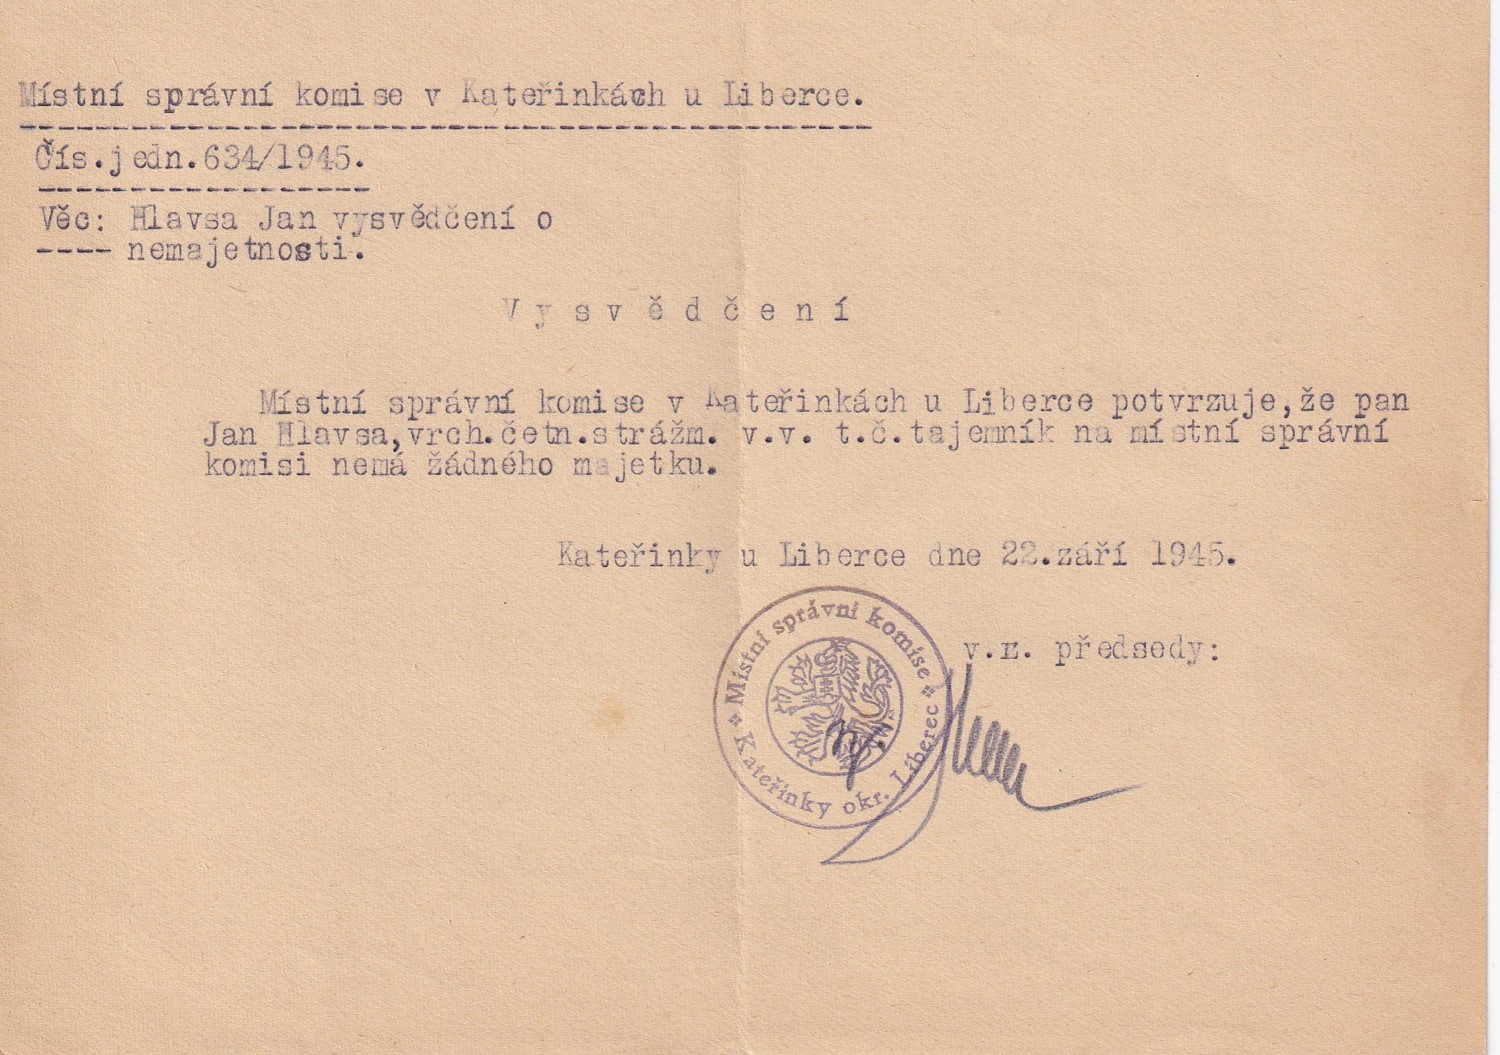 Místní správní komise v Kateřinkách u Liberce.
Čís.jedn.634/1945.
Věc: Hlavsa Jan vysvědčení o
nemajetnosti.
Vysvědčení
Místní správní komise v Kateřinkách u Liberce potvrzuje,že pan
Jan Hlavsa,vrch.četn.strážm. v.v. t.č.tajemník na místní správní
komisi nemá žádného majetku.
Kateřinky u Liberce dne 22.září 1945.
v.z. předsedy:
Místní správní komise
Kateřinky okr. Liberec